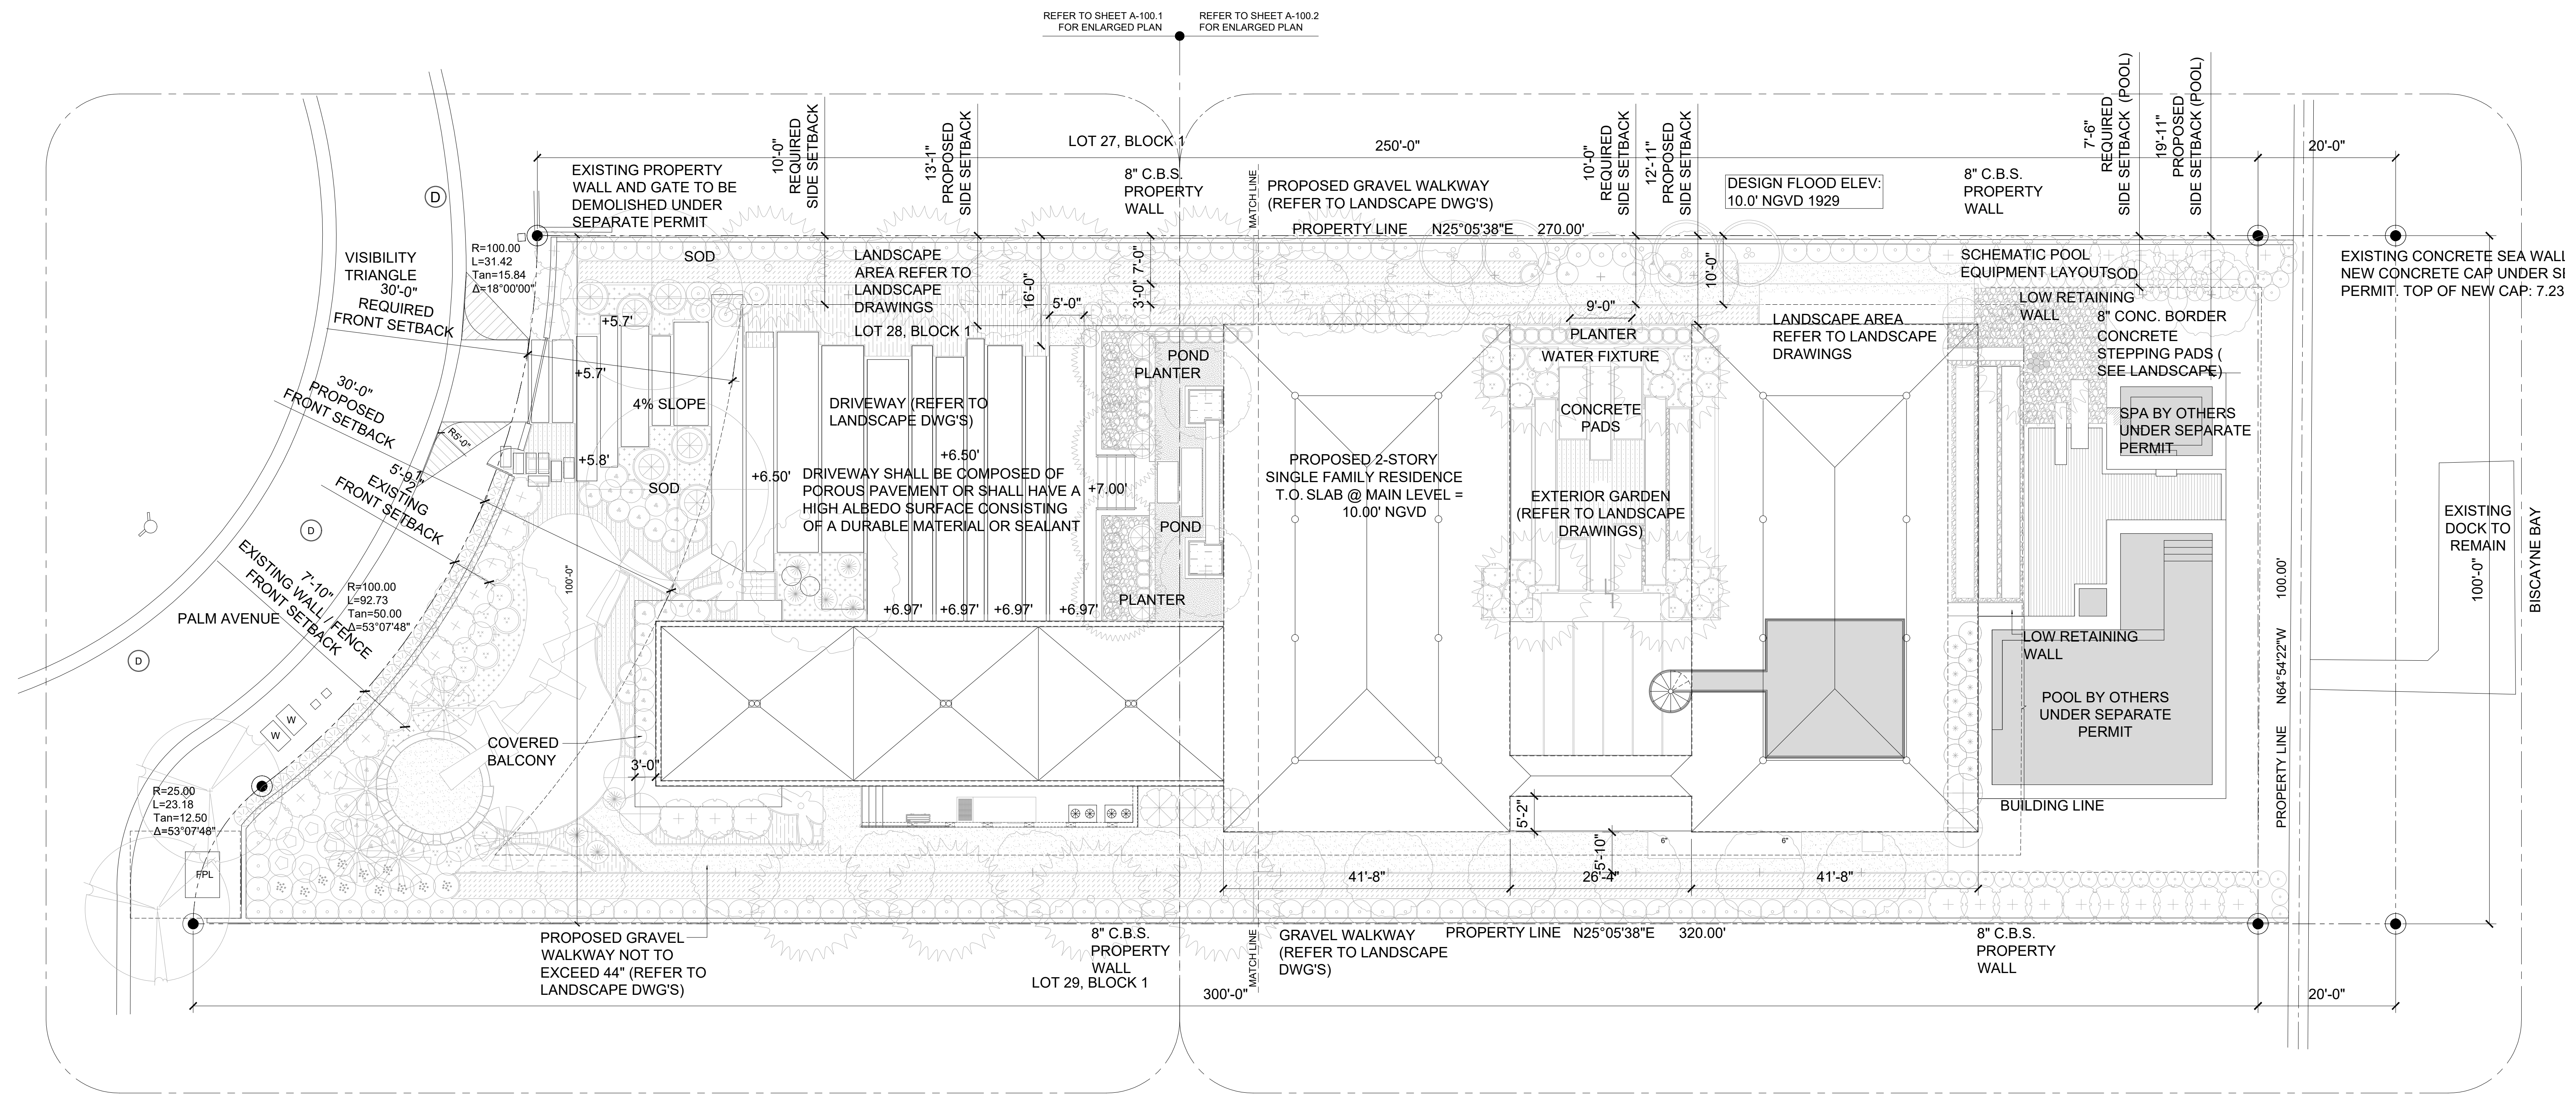 REFER TO SHEET A-100.1
FOR ENLARGED PLAN
REFER TO SHEET A-100.2
FOR ENLARGED PLAN
LOT 27, BLOCK 1
250'-0"
20'-0"
10'-0"
REQUIRED
SIDE SETBACK
13'-1"
PROPOSED
SIDE SETBACK
10'-0"
REQUIRED
SIDE SETBACK
12'-11"
PROPOSED
SIDE SETBACK
7'-6"
REQUIRED
SIDE SETBACK (POOL)
19'-11"
PROPOSED
SIDE SETBACK (POOL)
EXISTING PROPERTY
WALL AND GATE TO BE
DEMOLISHED UNDER
SEPARATE PERMIT
8" C.B.S.
PROPERTY
WALL
MATCH LINE
PROPOSED GRAVEL WALKWAY
(REFER TO LANDSCAPE DWG'S)
DESIGN FLOOD ELEV:
10.0' NGVD 1929
8" C.B.S.
PROPERTY
WALL
PROPERTY LINE N25°05'38"E 270.00'
D
R=100.00
L=31.42
Tan=15.84
Δ=18°00'00"
VISIBILITY
TRIANGLE
30'-0"
REQUIRED
FRONT SETBACK
SOD
LANDSCAPE
AREA REFER TO
LANDSCAPE
DRAWINGS
LOT 28, BLOCK 1
16'-0"
5'-0"
7'-0"
3'-0"
10'-0"
9'-0"
SCHEMATIC POOL
EQUIPMENT LAYOUT
SOD
LOW RETAINING
WALL
8" CONC. BORDER
CONCRETE
STEPPING PADS (
SEE LANDSCAPE)
EXISTING CONCRETE SEA WALL
NEW CONCRETE CAP UNDER SE
PERMIT. TOP OF NEW CAP: 7.23
+5.7'
+5.7'
+5.8'
4% SLOPE
SOD
30'-0"
PROPOSED
FRONT SETBACK
R5'-0"
5'-9 1/2"
EXISTING
FRONT SETBACK
7'-10"
EXISTING WALL / FENCE
FRONT SETBACK
DRIVEWAY (REFER TO
LANDSCAPE DWG'S)
+6.50'
+6.50'
DRIVEWAY SHALL BE COMPOSED OF
POROUS PAVEMENT OR SHALL HAVE A
HIGH ALBEDO SURFACE CONSISTING
OF A DURABLE MATERIAL OR SEALANT
+7.00'
POND
PLANTER
POND
PLANTER
+6.97'
+6.97'
+6.97'
+6.97'
PLANTER
WATER FIXTURE
CONCRETE
PADS
PROPOSED 2-STORY
SINGLE FAMILY RESIDENCE
T.O. SLAB @ MAIN LEVEL =
10.00' NGVD
EXTERIOR GARDEN
(REFER TO LANDSCAPE
DRAWINGS)
LANDSCAPE AREA
REFER TO LANDSCAPE
DRAWINGS
SPA BY OTHERS
UNDER SEPARATE
PERMIT
EXISTING
DOCK TO
REMAIN
100'-0"
BISCAYNE BAY
PROPERTY LINE N64°54'22"W 100.00'
LOW RETAINING
WALL
POOL BY OTHERS
UNDER SEPARATE
PERMIT
BUILDING LINE
D
R=100.00
L=92.73
Tan=50.00
Δ=53°07'48"
PALM AVENUE
D
100'-0"
W
W
COVERED
BALCONY
3'-0"
R=25.00
L=23.18
Tan=12.50
Δ=53°07'48"
FPL
5'-2"
5'-10"
6"
6"
41'-8"
26'-4"
41'-8"
PROPOSED GRAVEL
WALKWAY NOT TO
EXCEED 44" (REFER TO
LANDSCAPE DWG'S)
8" C.B.S.
PROPERTY
WALL
LOT 29, BLOCK 1
MATCH LINE
GRAVEL WALKWAY
(REFER TO LANDSCAPE
DWG'S)
PROPERTY LINE N25°05'38"E 320.00'
8" C.B.S.
PROPERTY
WALL
300'-0"
20'-0"